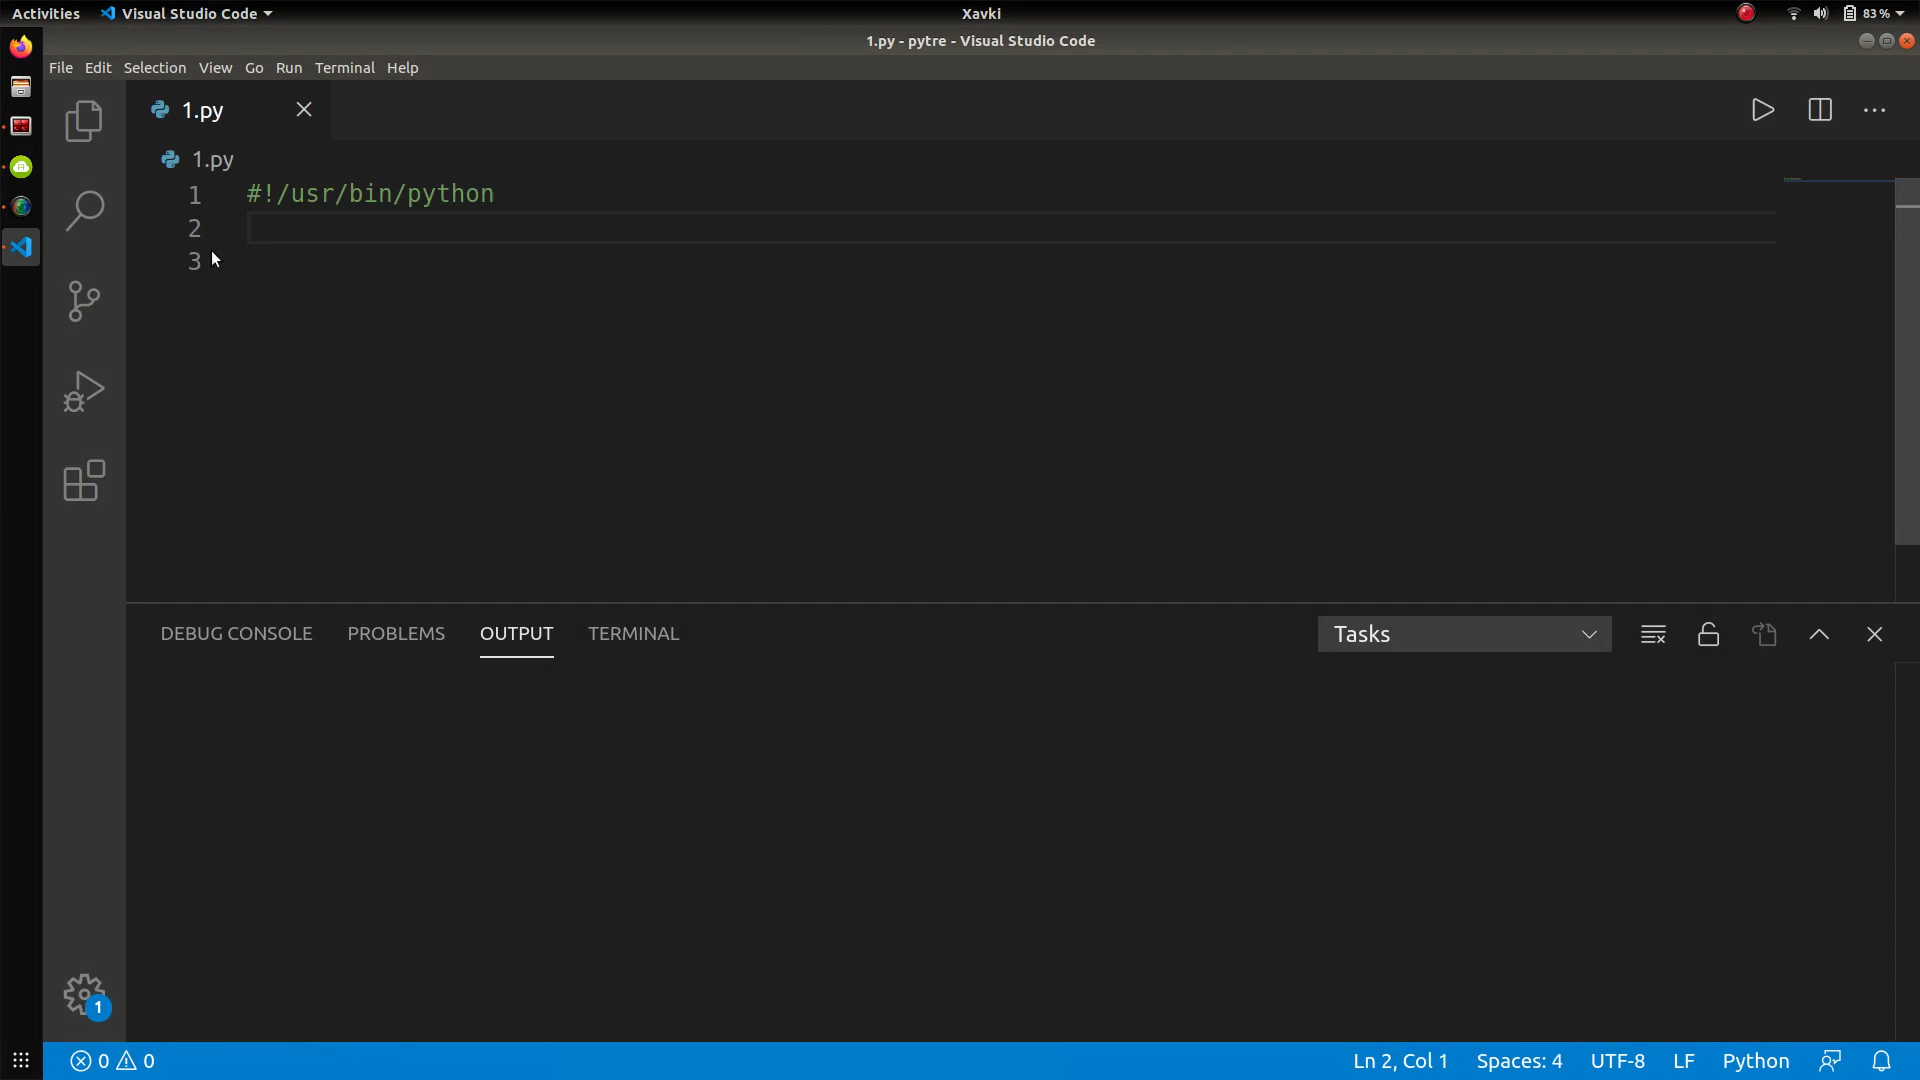 Activities Visual Studio Code Xavki 83 %
1.py - pytre - Visual Studio Code
File Edit Selection View Go Run Terminal Help
1.py
1.py
1 #!/usr/bin/python
2
3
DEBUG CONSOLE PROBLEMS OUTPUT TERMINAL Tasks
1
0 0 Ln 2, Col 1 Spaces: 4 UTF-8 LF Python